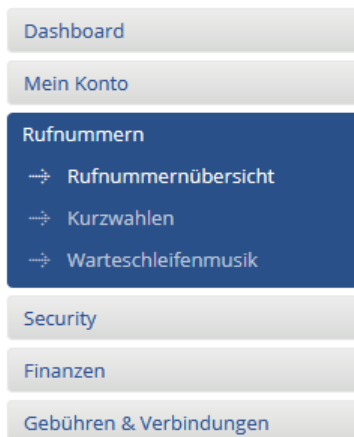 Dashboard
Mein Konto
Rufnummern
Rufnummernübersicht
Kurzwahlen
Warteschleifenmusik
Security
Finanzen
Gebühren & Verbindungen